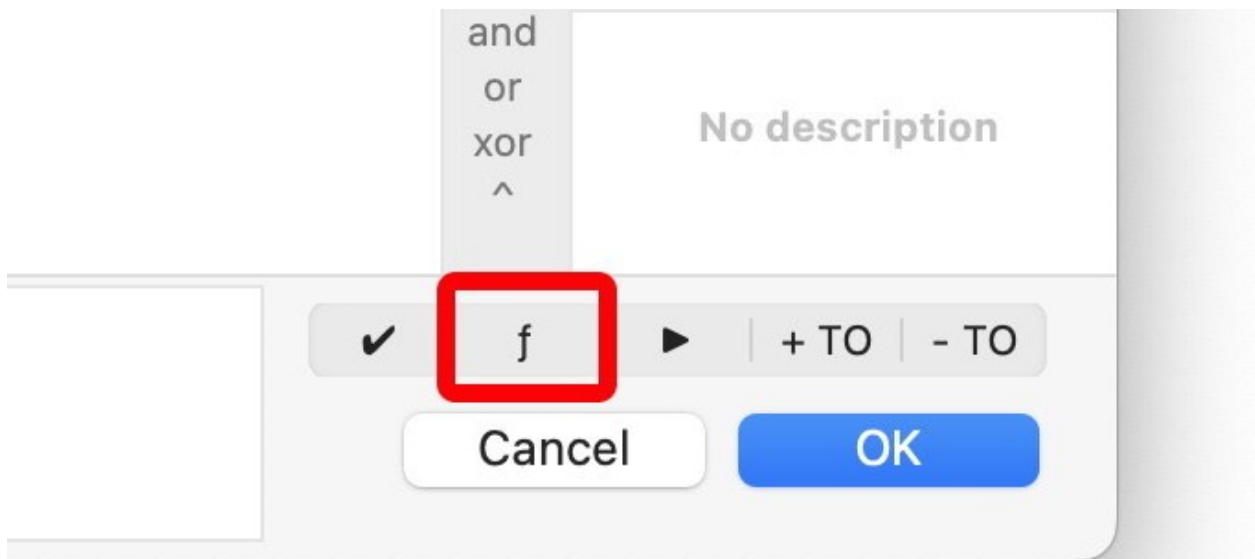 and
or
xor
^
No description
✔ ƒ ▶ + TO - TO
Cancel OK